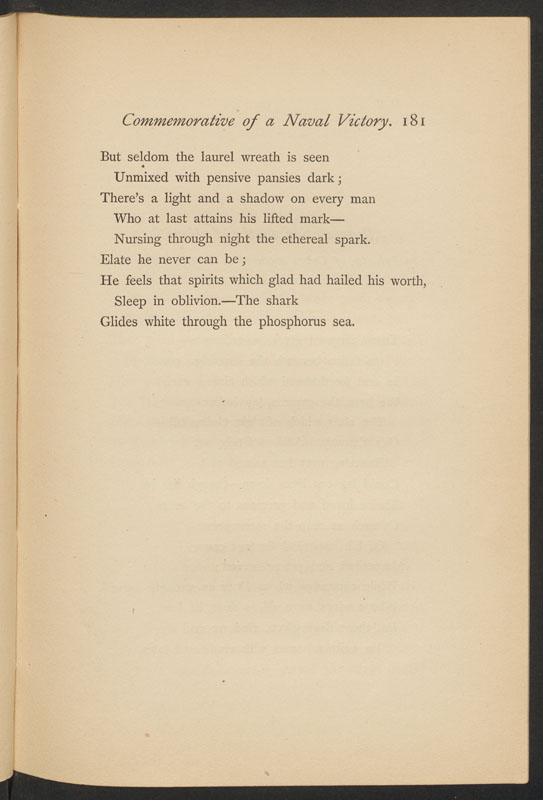 Commemorative of a Naval Victory. 181
But seldom the laurel wreath is seen
Unmixed with pensive pansies dark;
There's a light and a shadow on every man
Who at last attains his lifted mark—
Nursing through night the ethereal spark.
Elate he never can be;
He feels that spirits which glad had hailed his worth,
Sleep in oblivion.—The shark
Glides white through the phosphorus sea.